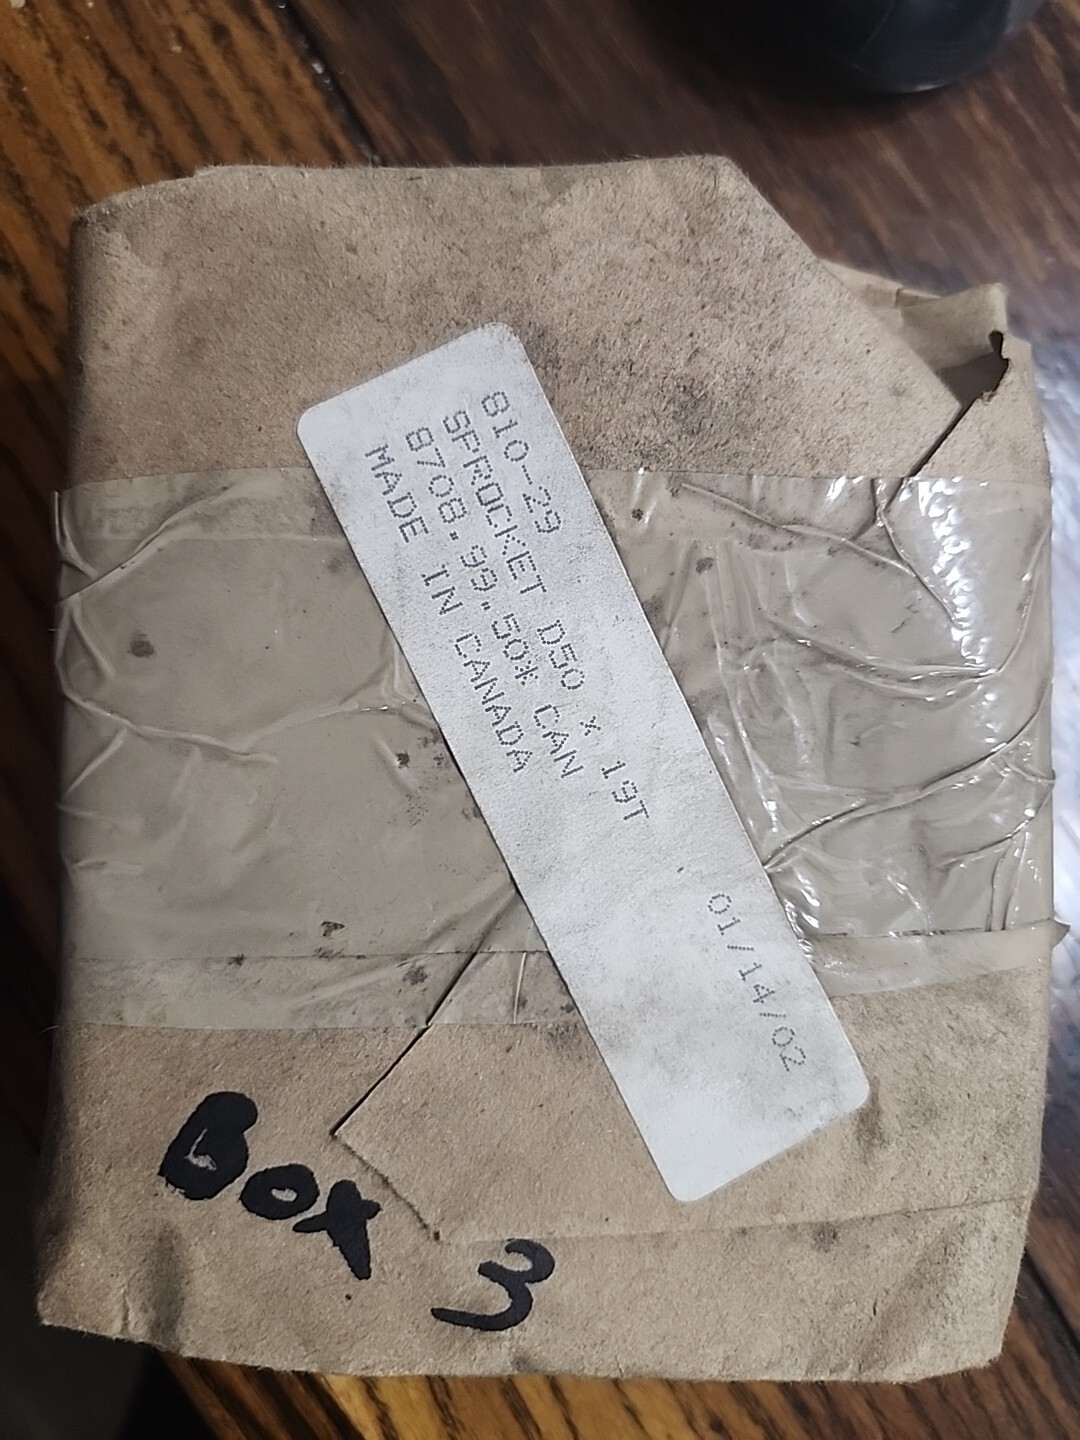 810-29
SPROCKET D50 x 19T
8708.99.50* CAN
MADE IN CANADA
01/14/02
Box 3